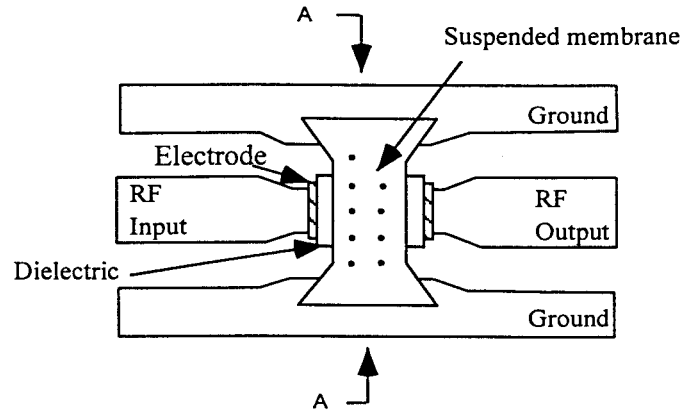 A
Suspended membrane
Ground
Electrode
RF
Input
RF
Output
Dielectric
Ground
A